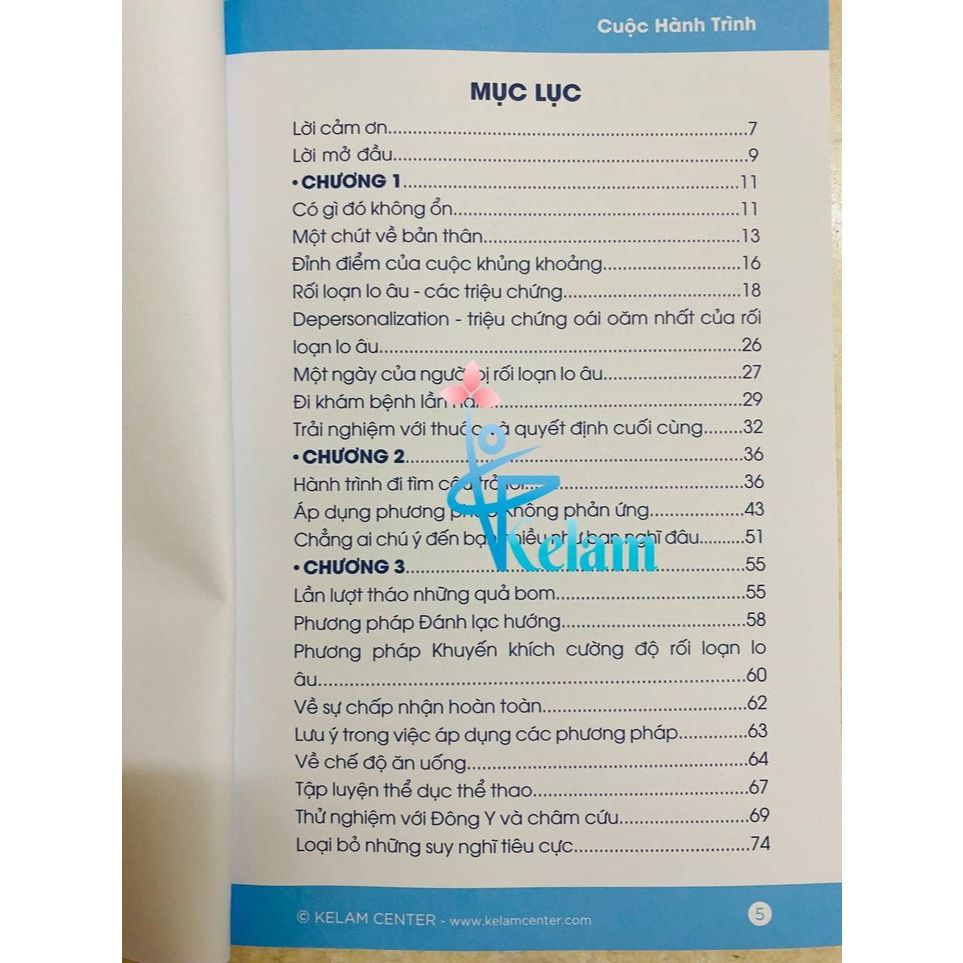 Cuộc Hành Trình
MỤC LỤC
Lời cảm ơn....................................................7
Lời mở đầu...................................................9
• CHƯƠNG 1.................................................11
Có gì đó không ổn...........................................11
Một chút về bản thân.......................................13
Đỉnh điểm của cuộc khủng khoảng.....................16
Rối loạn lo âu - các triệu chứng...........................18
Depersonalization - triệu chứng oái oăm nhất của rối
loạn lo âu.....................................................26
Một ngày của người bị rối loạn lo âu....................27
Đi khám bệnh lần .........................................29
Trải nghiệm với thuốc và quyết định cuối cùng........32
• CHƯƠNG 2.................................................36
Hành trình đi tìm câu trả lời...............................36
Áp dụng phương pháp không phản ứng..............43
Chẳng ai chú ý đến bạn nhiều như bạn nghĩ đâu.........51
Kelam
• CHƯƠNG 3.................................................55
Lần lượt tháo những quả bom...........................55
Phương pháp Đánh lạc hướng..........................58
Phương pháp Khuyến khích cường độ rối loạn lo
âu...............................................................60
Về sự chấp nhận hoàn toàn.............................62
Lưu ý trong việc áp dụng các phương pháp.............63
Về chế độ ăn uống........................................64
Tập luyện thể dục thể thao..............................67
Thử nghiệm với Đông Y và châm cứu..................69
Loại bỏ những suy nghĩ tiêu cực.........................74
© KELAM CENTER - www.kelamcenter.com
5